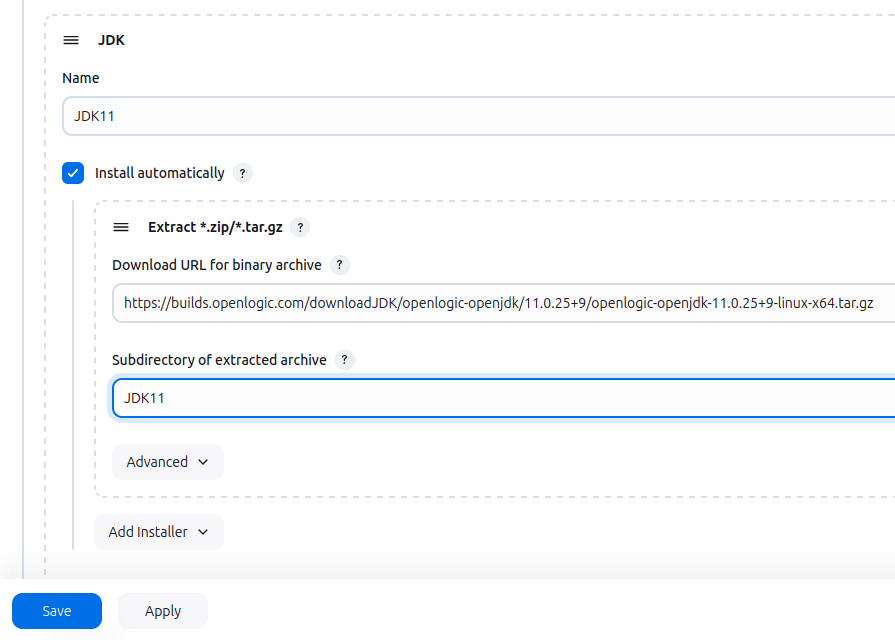 JDK
Name
JDK11
Install automatically ?
Extract *.zip/*.tar.gz ?
Download URL for binary archive ?
https://builds.openlogic.com/downloadJDK/openlogic-openjdk/11.0.25+9/openlogic-openjdk-11.0.25+9-linux-x64.tar.gz
Subdirectory of extracted archive ?
JDK11
Advanced
Add Installer
Save Apply